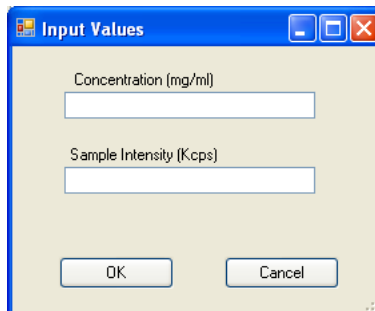 Input Values
Concentration (mg/ml)
Sample Intensity (Kcps)
OK Cancel